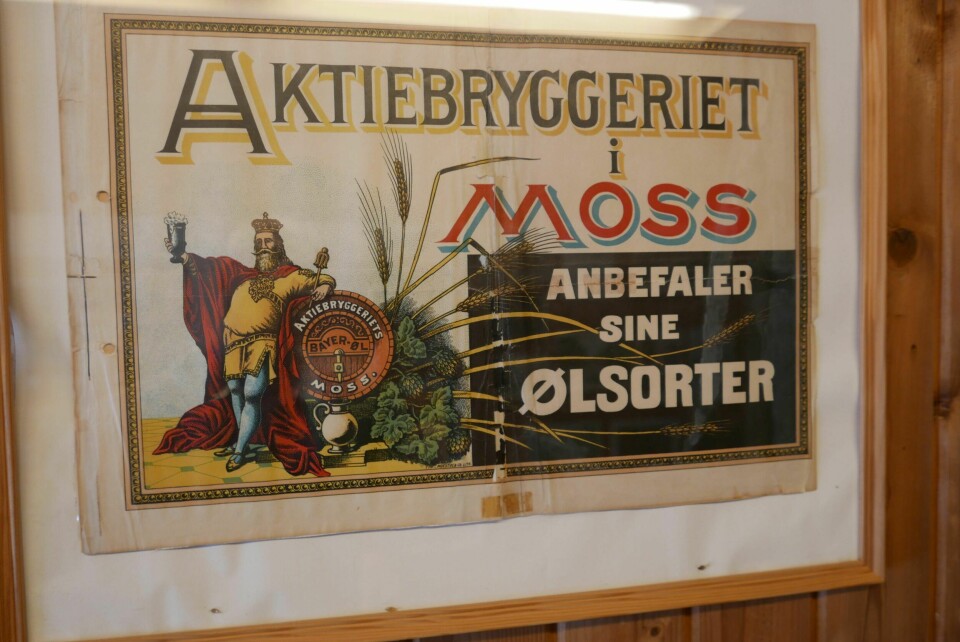 AKTIEBRYGGERIET
i
MOSS
ANBEFALER
SINE
ØLSORTER
AKTIEBRYGGERIETS
BAYER-ØL
MOSS.